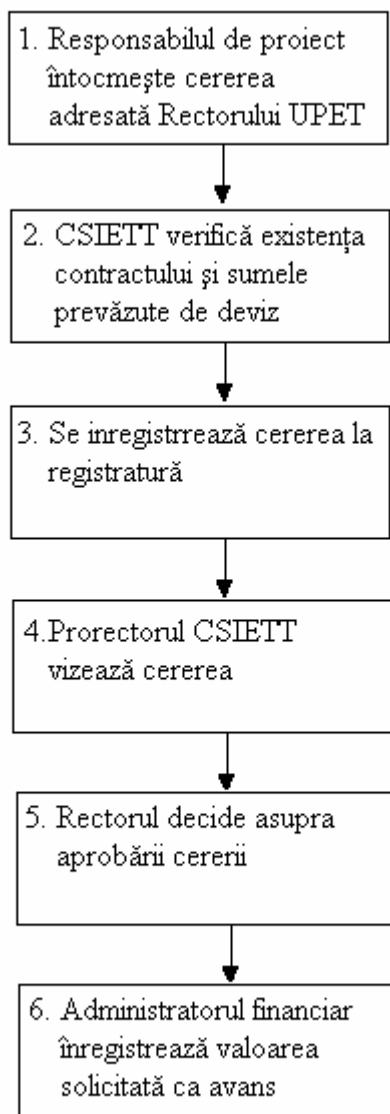 1. Responsabilul de proiect
întocmeşte cererea
adresată Rectorului UPET
2. CSIETT verifică existenţa
contractului şi sumele
prevăzute de deviz
3. Se inregistrrează cererea la
registratură
4.Prorectorul CSIETT
vizează cererea
5. Rectorul decide asupra
aprobării cererii
6. Administratorul financiar
înregistrează valoarea
solicitată ca avans